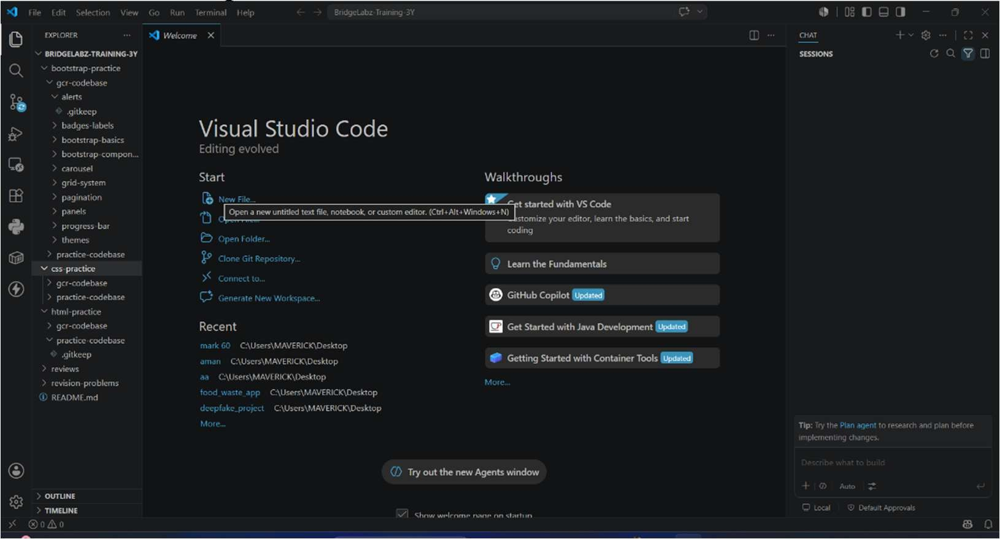 File Edit Selection View Go Run Terminal Help
BridgeLabz-Training-3Y
EXPLORER
BRIDGELABZ-TRAINING-3Y
bootstrap-practice
gcr-codebase
alerts
.gitkeep
badges-labels
bootstrap-basics
bootstrap-compon...
carousel
grid-system
pagination
panels
progress-bar
themes
practice-codebase
css-practice
gcr-codebase
practice-codebase
html-practice
gcr-codebase
practice-codebase
.gitkeep
reviews
revision-problems
README.md
OUTLINE
TIMELINE
0 0
Welcome
Visual Studio Code
Editing evolved
Start
New File...
Open a new untitled text file, notebook, or custom editor. (Ctrl+Alt+Windows+N)
Open Folder...
Clone Git Repository...
Connect to...
Generate New Workspace...
Recent
mark 60 C:\Users\MAVERICK\Desktop
aman C:\Users\MAVERICK\Desktop
aa C:\Users\MAVERICK\Desktop
food_waste_app C:\Users\MAVERICK\Desktop
deepfake_project C:\Users\MAVERICK\Desktop
More...
Walkthroughs
Get started with VS Code
Customize your editor, learn the basics, and start
coding
Learn the Fundamentals
GitHub Copilot Updated
Get Started with Java Development Updated
Getting Started with Container Tools Updated
More...
Try out the new Agents window
Show welcome page on startup
CHAT
SESSIONS
Tip: Try the Plan agent to research and plan before
implementing changes.
Describe what to build
Auto
Local Default Approvals